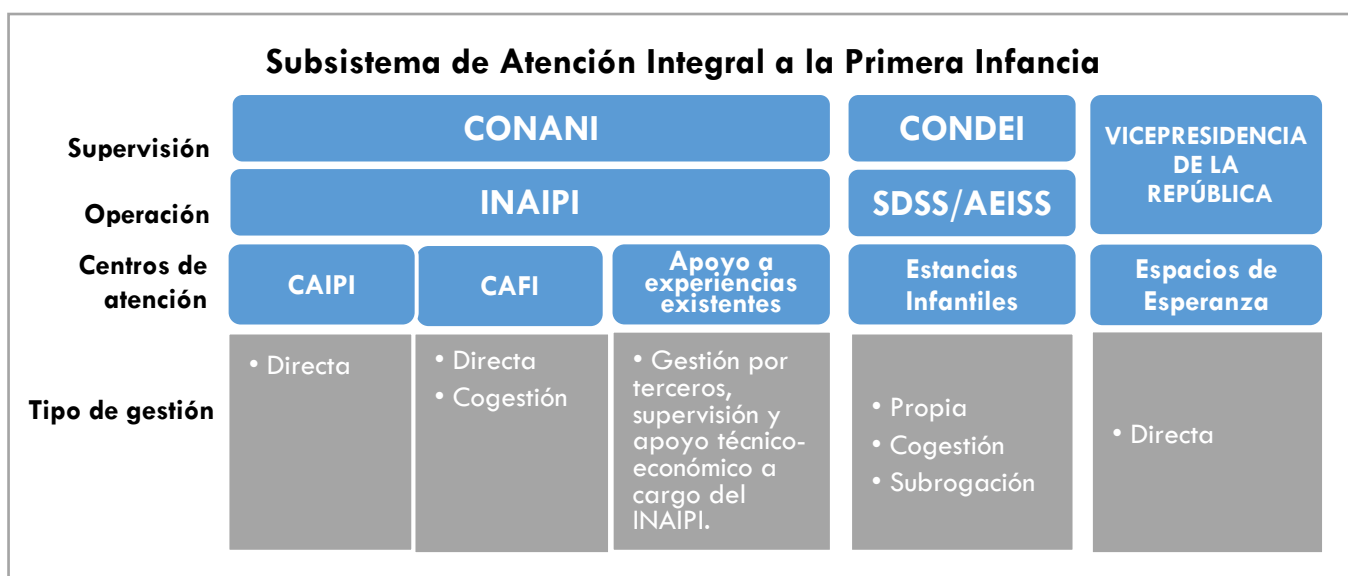 Subsistema de Atención Integral a la Primera Infancia
Supervisión
CONANI
CONDEI
VICEPRESIDENCIA
DE LA
REPÚBLICA
Operación
INAIPI
SDSS/AEISS
Centros de
atención
CAIPI
CAFI
Apoyo a
experiencias
existentes
Estancias
Infantiles
Espacios de
Esperanza
Tipo de gestión
• Directa
• Directa
• Cogestión
• Gestión por
terceros,
supervisión y
apoyo técnico-
económico a
cargo del
INAIPI.
• Propia
• Cogestión
• Subrogación
• Directa